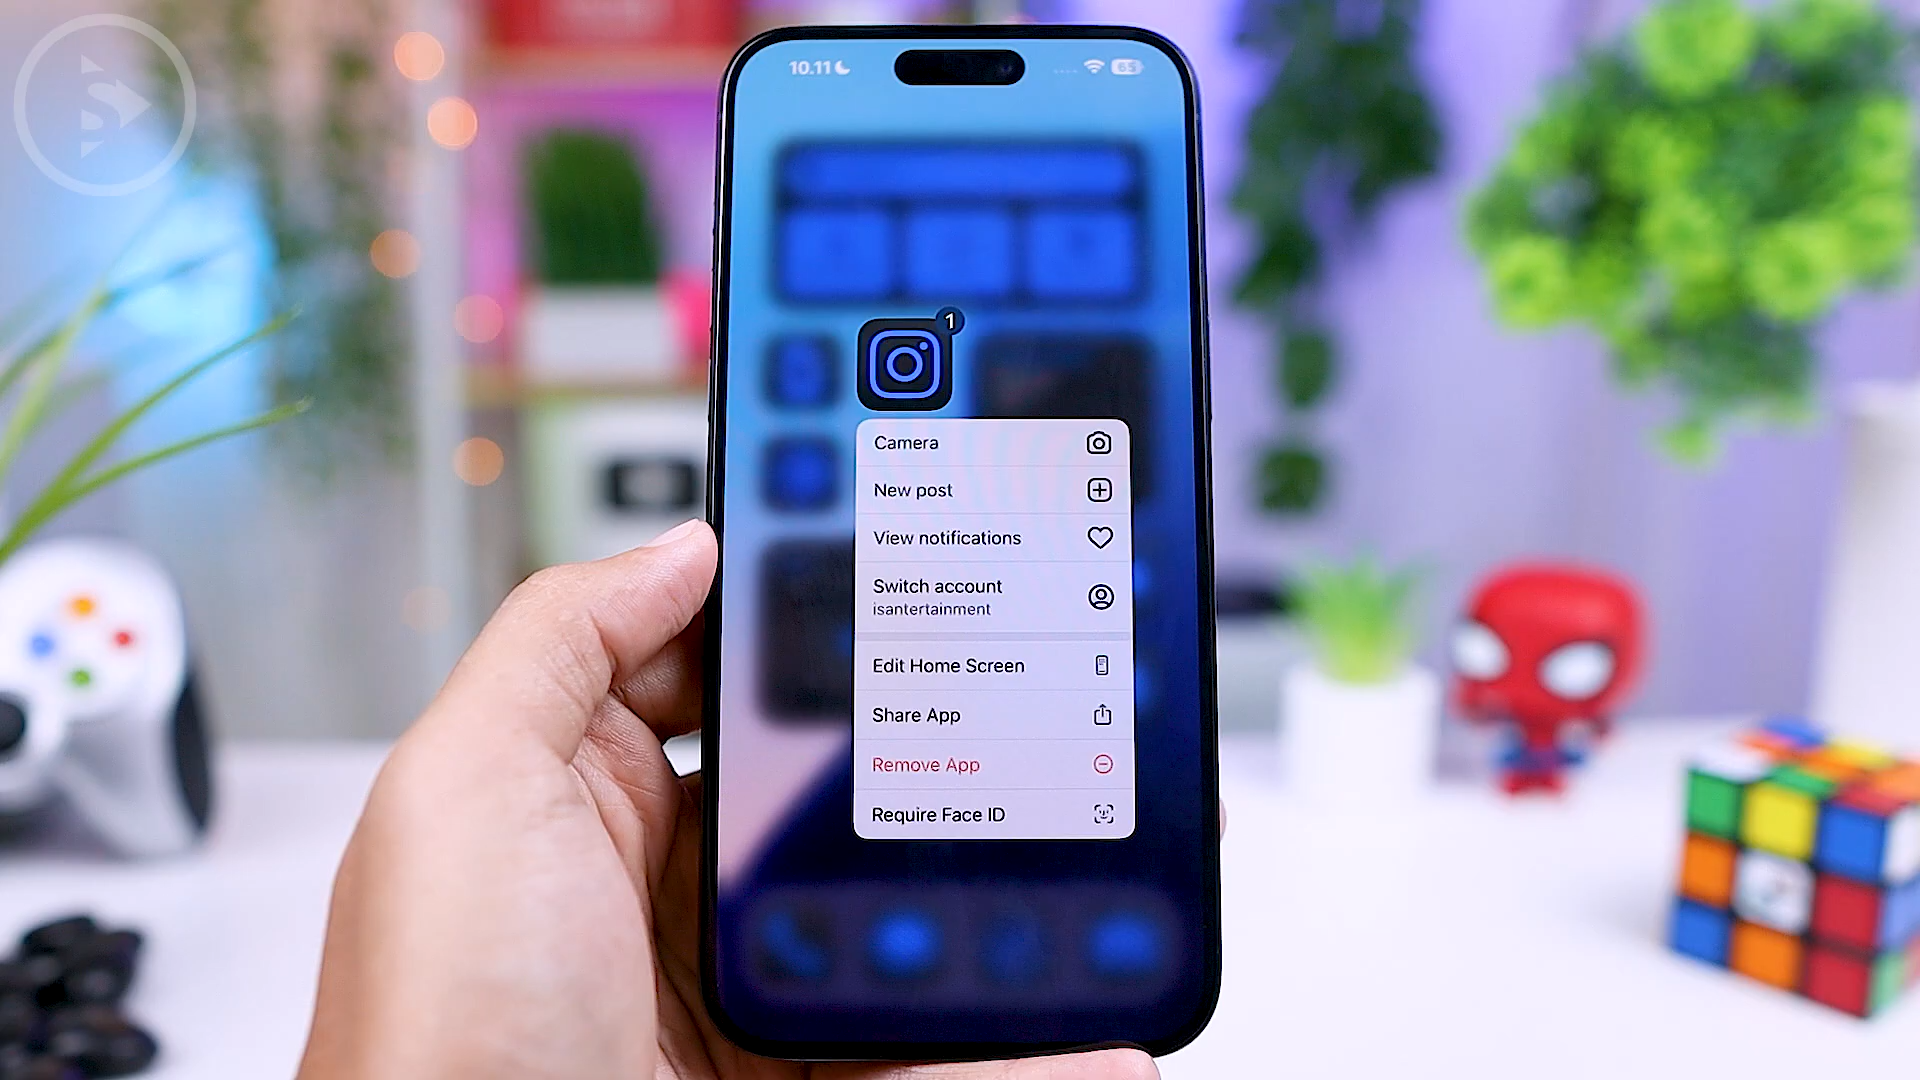 10.11
65
1
Camera
New post
View notifications
Switch account
isantertainment
Edit Home Screen
Share App
Remove App
Require Face ID